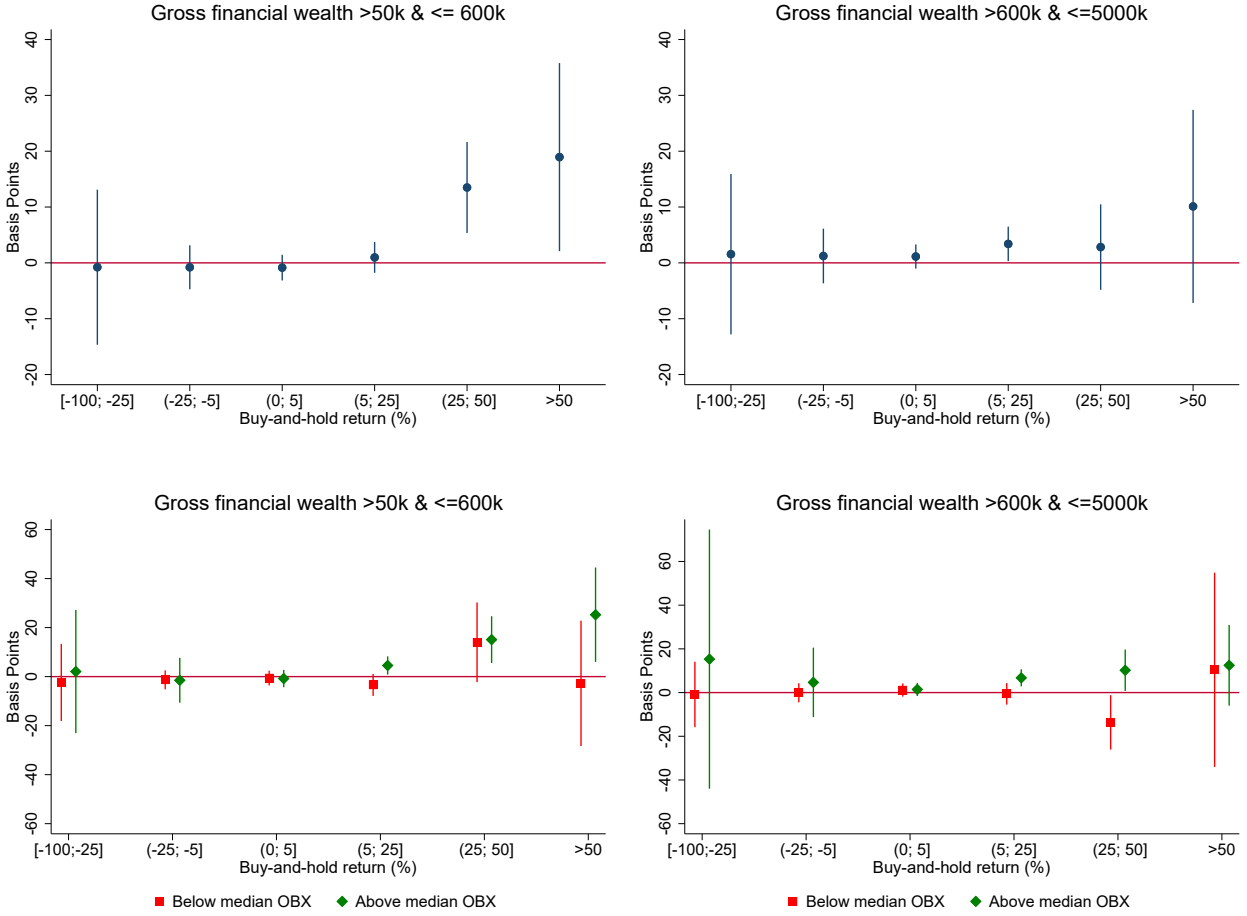 Gross financial wealth >50k & <= 600k
Basis Points
40
30
20
10
0
-10
-20
[-100; -25] (-25; -5] (0; 5] (5; 25] (25; 50] >50
Buy-and-hold return (%)
Gross financial wealth >600k & <=5000k
Basis Points
40
30
20
10
0
-10
-20
[-100;-25] (-25; -5] (0; 5] (5; 25] (25; 50] >50
Buy-and-hold return (%)
Gross financial wealth >50k & <=600k
Basis Points
60
40
20
0
-20
-40
-60
[-100;-25] (-25; -5] (0; 5] (5; 25] (25; 50] >50
Buy-and-hold return (%)
Below median OBX Above median OBX
Gross financial wealth >600k & <=5000k
Basis Points
60
40
20
0
-20
-40
-60
[-100;-25] (-25; -5] (0; 5] (5; 25] (25; 50] >50
Buy-and-hold return (%)
Below median OBX Above median OBX